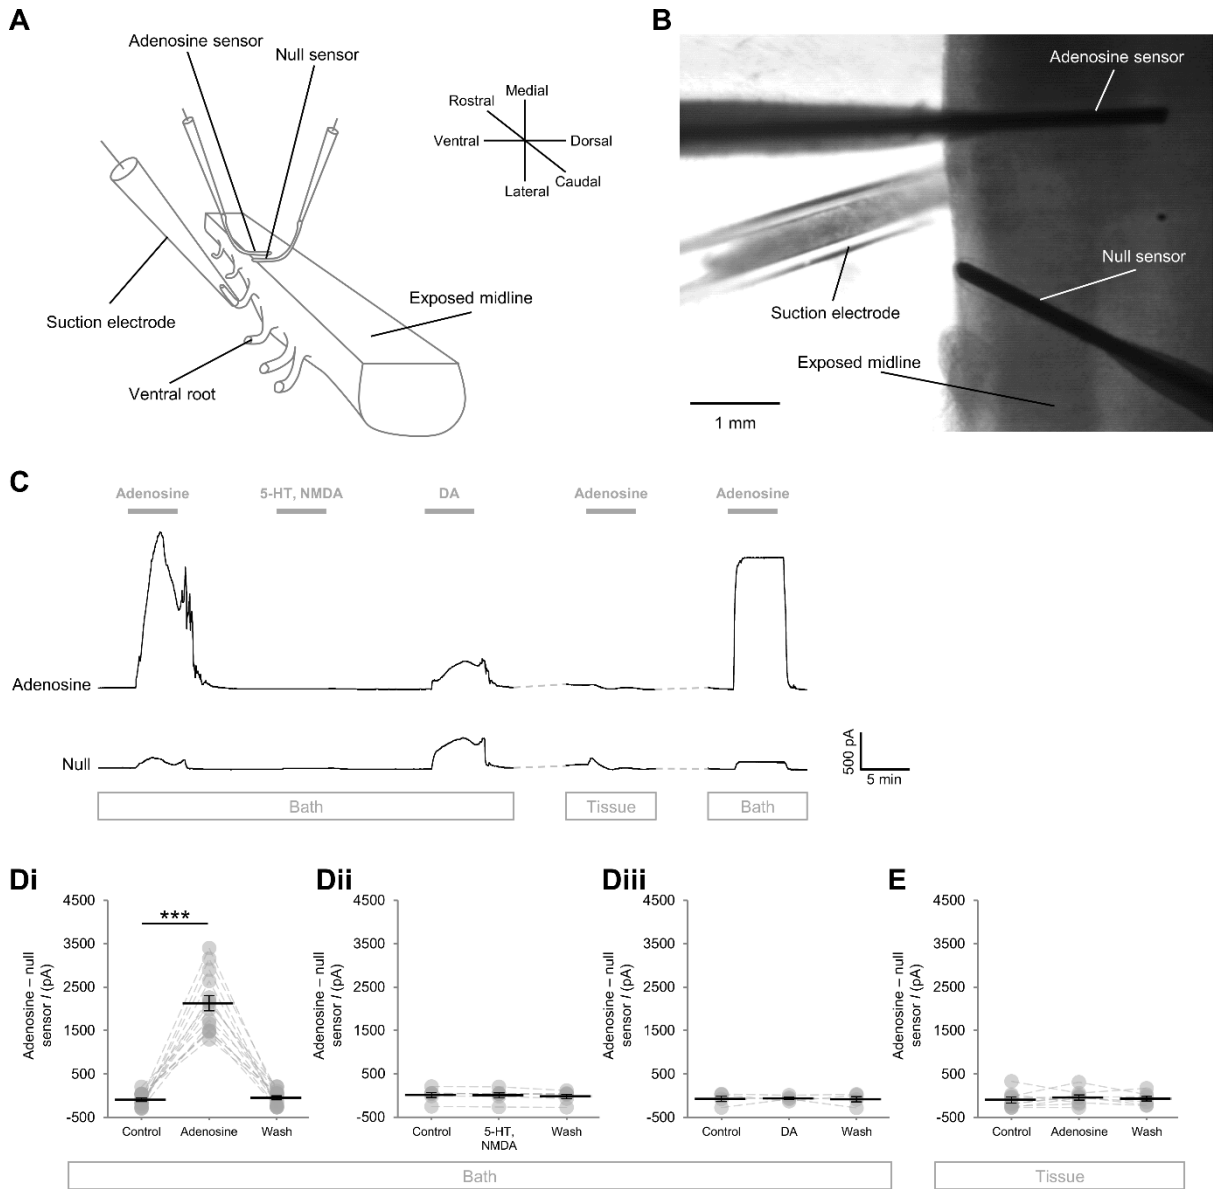 A
Adenosine sensor
Null sensor
Medial
Rostral
Ventral
Dorsal
Caudal
Lateral
Suction electrode
Exposed midline
Ventral root
B
Adenosine sensor
Null sensor
Suction electrode
Exposed midline
1 mm
C
Adenosine
5-HT, NMDA
DA
Adenosine
Adenosine
Adenosine
Null
500 pA
5 min
Bath
Tissue
Bath
Di
Adenosine – null
sensor I (pA)
4500
3500
2500
1500
500
-500
***
Control
Adenosine
Wash
Dii
Adenosine – null
sensor I (pA)
4500
3500
2500
1500
500
-500
Control
5-HT,
NMDA
Wash
Diii
Adenosine – null
sensor I (pA)
4500
3500
2500
1500
500
-500
Control
DA
Wash
E
Adenosine – null
sensor I (pA)
4500
3500
2500
1500
500
-500
Control
Adenosine
Wash
Bath
Tissue